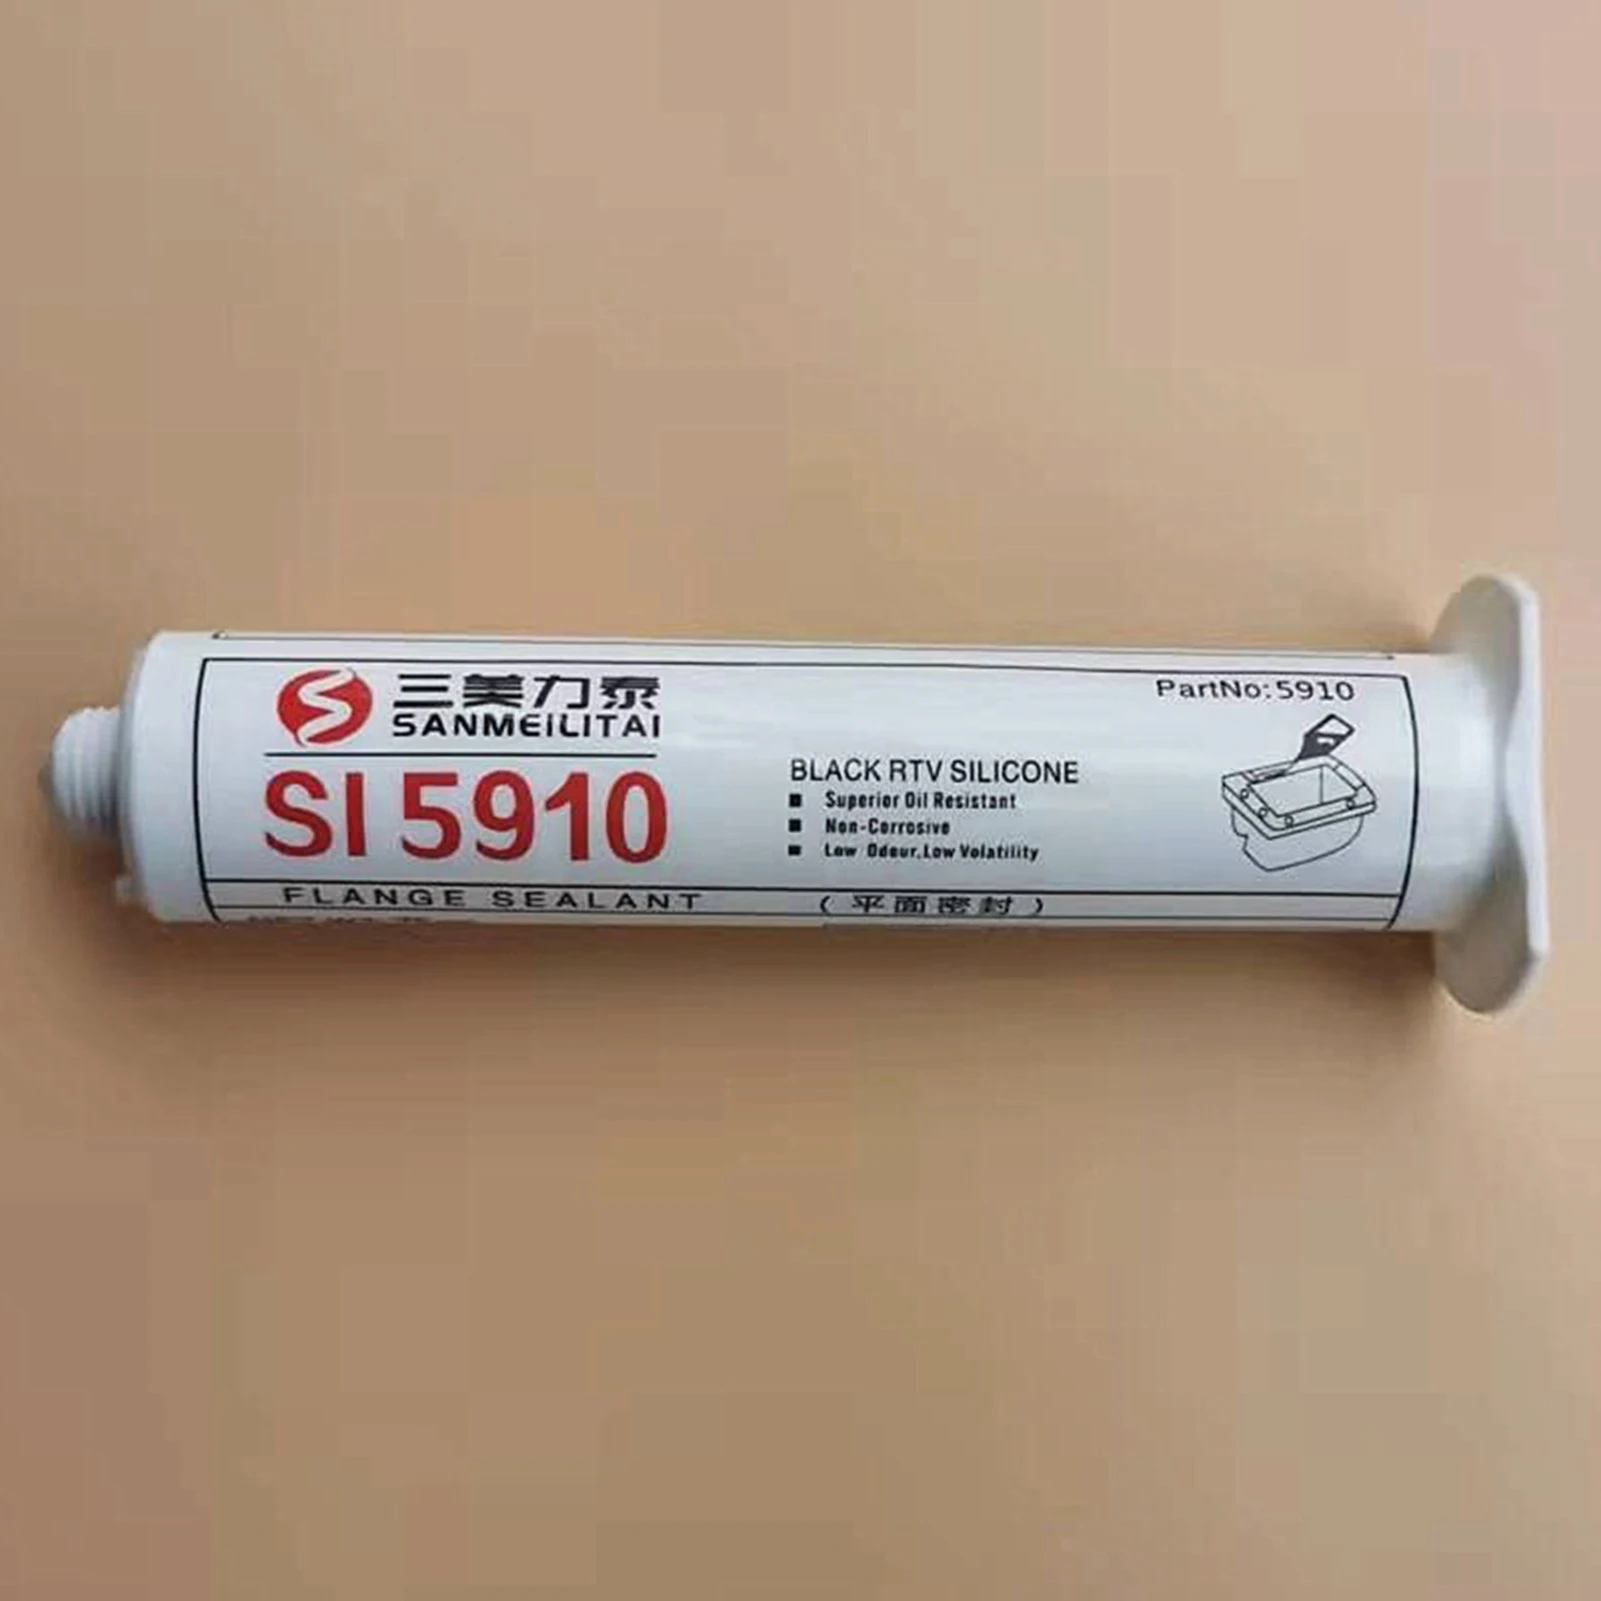 三美力泰
SANMEILITAI
SI 5910
PartNo:5910
BLACK RTV SILICONE
Superior Oil Resistant
Non-Corrosive
Low Odour,Low Volatility
FLANGE SEALANT (平面密封)